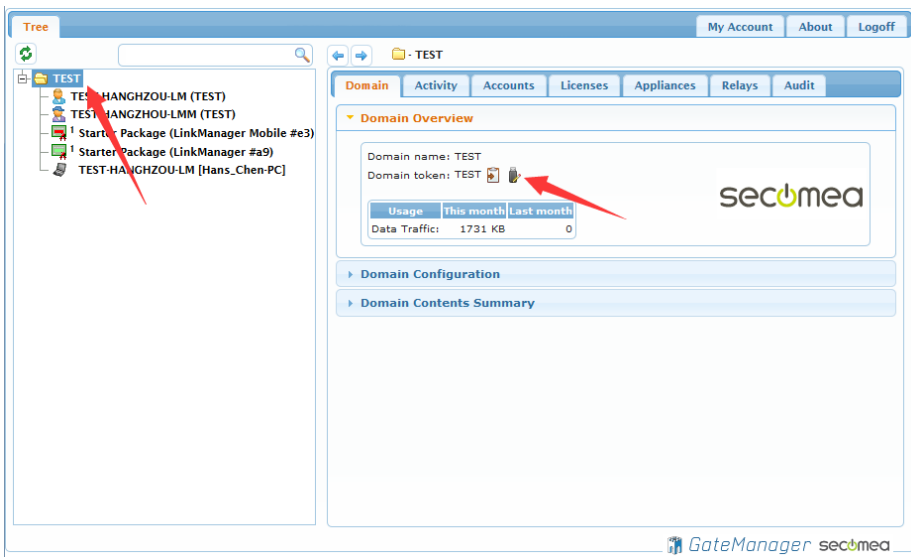 Tree
My Account About Logoff
TEST
TEST-HANGHZOU-LM (TEST)
TEST-HANGZHOU-LMM (TEST)
1 Starter Package (LinkManager Mobile #e3)
1 Starter Package (LinkManager #a9)
TEST-HANGHZOU-LM [Hans_Chen-PC]
· TEST
Domain Activity Accounts Licenses Appliances Relays Audit
Domain Overview
Domain name: TEST
Domain token: TEST
secomea
Usage This month Last month
Data Traffic: 1731 KB 0
Domain Configuration
Domain Contents Summary
GateManager secomea